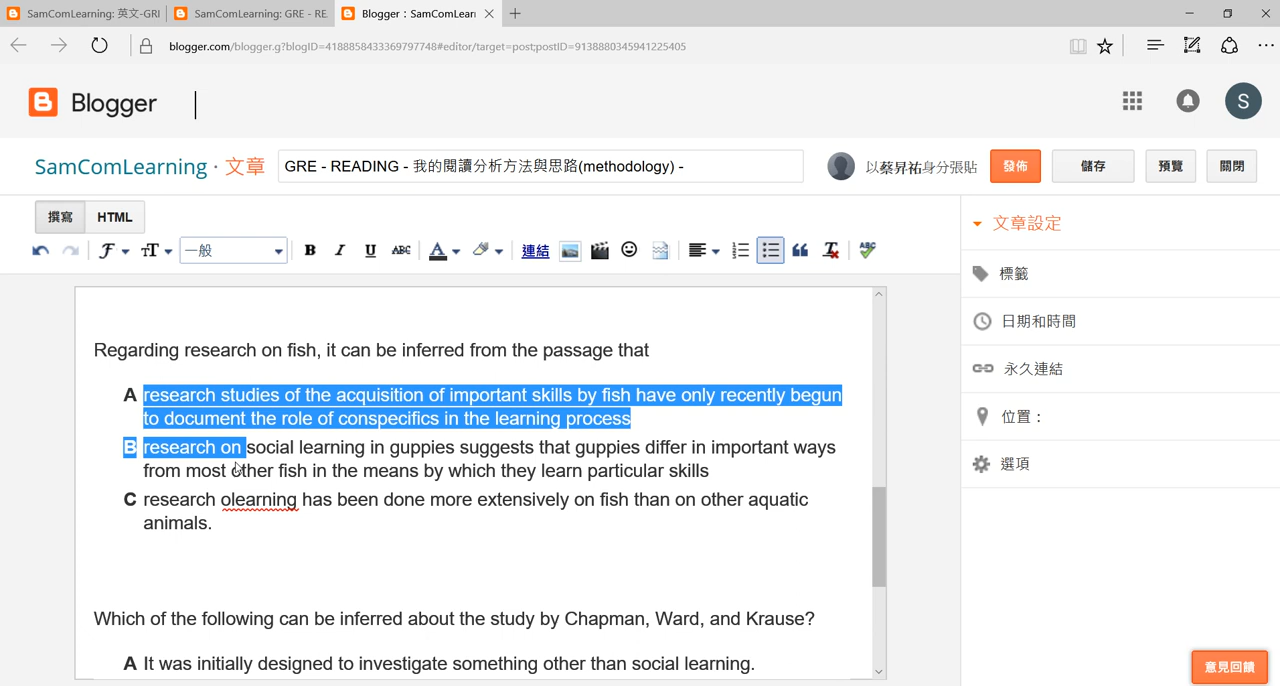 SamComLearning: 英文-GRI
SamComLearning: GRE - RE
Blogger：SamComLearı
blogger.com/blogger.g?blogID=4188858433369797748#editor/target=post;postID=9138880345941225405
Blogger
S
SamComLearning · 文章
GRE - READING - 我的閱讀分析方法與思路(methodology) -
以蔡昇祐身分張貼
發佈
儲存
預覽
關閉
撰寫
HTML
一般
B I U ABC A
連結
ABC
文章設定
標籤
日期和時間
永久連結
位置：
選項
Regarding research on fish, it can be inferred from the passage that
A research studies of the acquisition of important skills by fish have only recently begun
to document the role of conspecifics in the learning process
B research on social learning in guppies suggests that guppies differ in important ways
from most other fish in the means by which they learn particular skills
C research olearning has been done more extensively on fish than on other aquatic
animals.
Which of the following can be inferred about the study by Chapman, Ward, and Krause?
A It was initially designed to investigate something other than social learning.
意見回饋